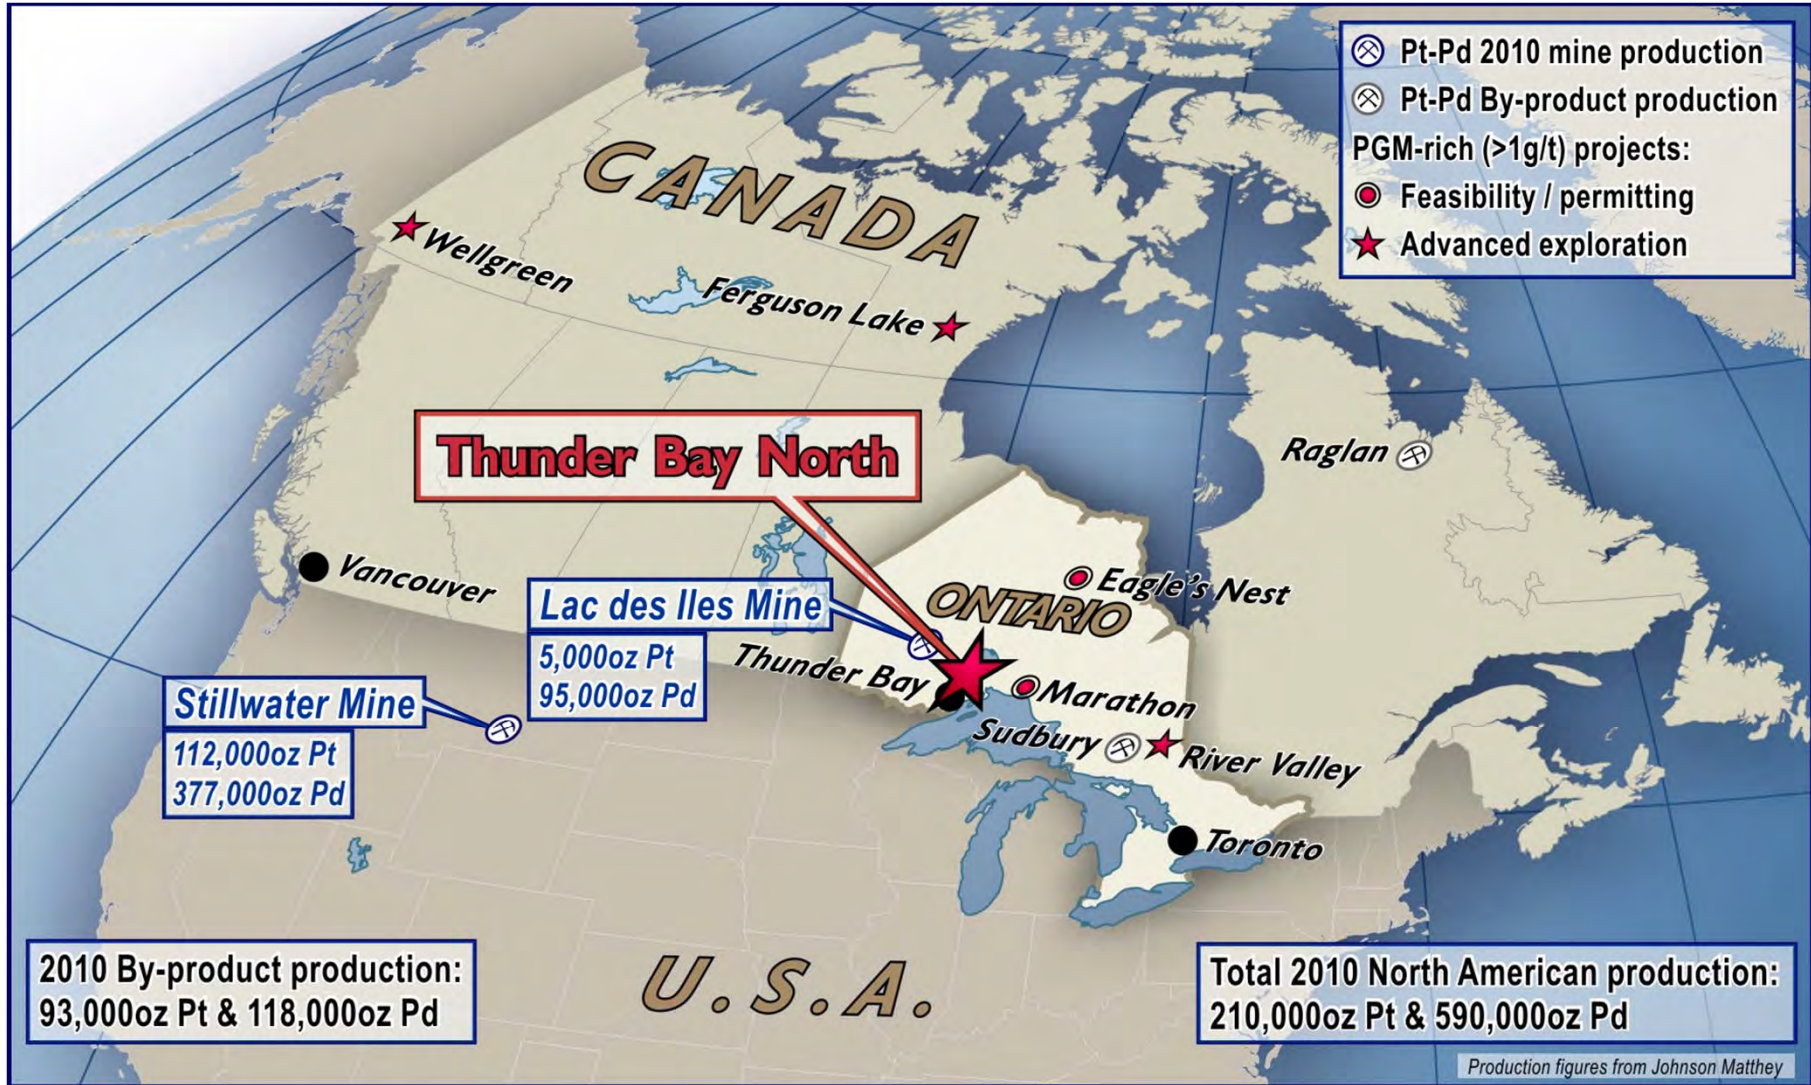 Pt-Pd 2010 mine production
Pt-Pd By-product production
PGM-rich (>1g/t) projects:
Feasibility / permitting
Advanced exploration
CANADA
Wellgreen
Ferguson Lake
Thunder Bay North
Raglan
Vancouver
Eagle's Nest
ONTARIO
Lac des Iles Mine
5,000oz Pt
95,000oz Pd
Thunder Bay
Marathon
Stillwater Mine
112,000oz Pt
377,000oz Pd
Sudbury
River Valley
Toronto
2010 By-product production:
93,000oz Pt & 118,000oz Pd
U.S.A.
Total 2010 North American production:
210,000oz Pt & 590,000oz Pd
Production figures from Johnson Matthey